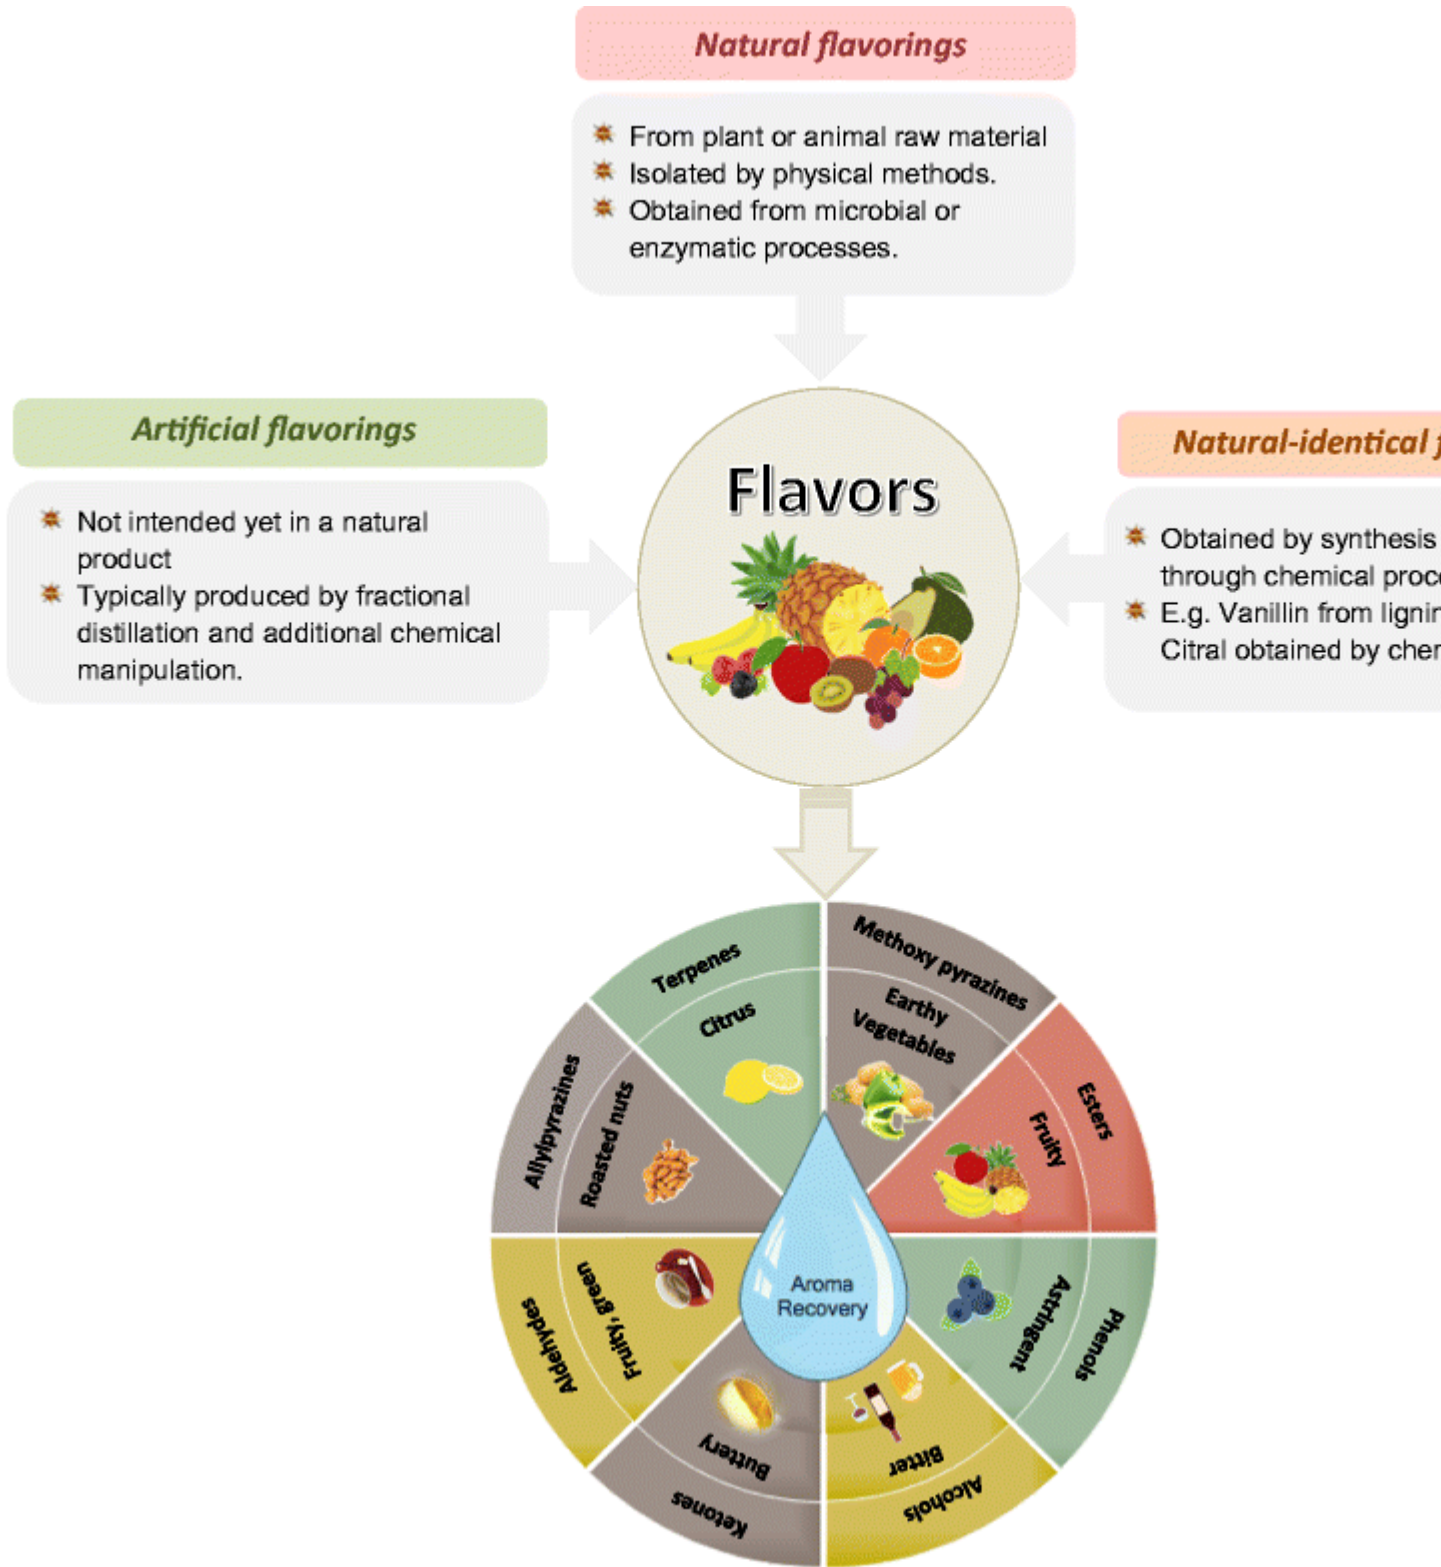 Natural flavorings
From plant or animal raw material
Isolated by physical methods.
Obtained from microbial or
enzymatic processes.
Artificial flavorings
Not intended yet in a natural
product
Typically produced by fractional
distillation and additional chemical
manipulation.
Flavors
Natural-identical
Obtained by synthesis
through chemical
E.g. Vanillin from lignin
Citral obtained by
Terpenes
Citrus
Methoxy pyrazines
Earthy
Vegetables
Esters
Fruity
Phenols
Astringent
Alcohols
Bitter
Ketones
Buttery
Aldehydes
Fruity, green
Allylpyrazines
Roasted nuts
Aroma
Recovery